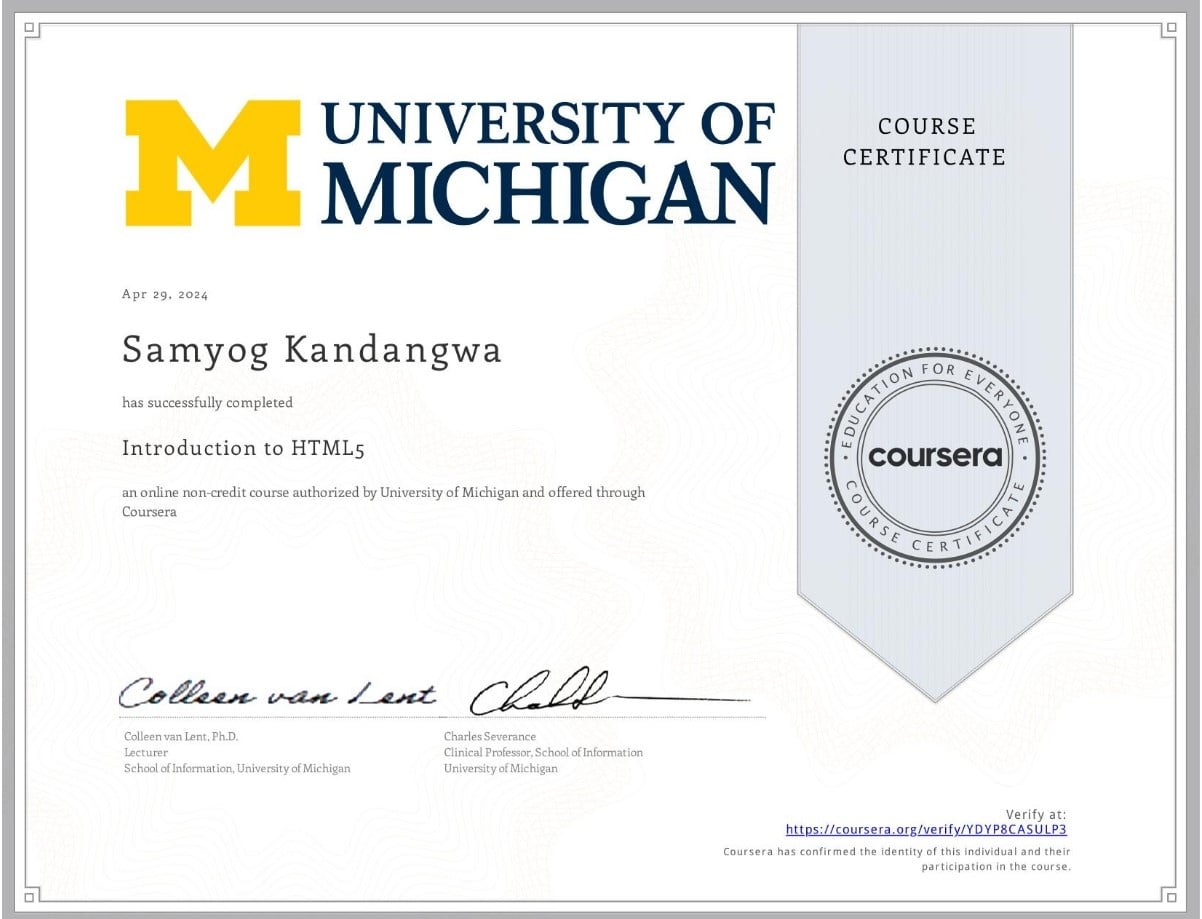 M UNIVERSITY OF
MICHIGAN
COURSE
CERTIFICATE
Apr 29, 2024
Samyog Kandangwa
has successfully completed
Introduction to HTML5
an online non-credit course authorized by University of Michigan and offered through
Coursera
EDUCATION FOR EVERYONE
coursera
COURSE CERTIFICATE
Colleen van Lent
Colleen van Lent, Ph.D.
Lecturer
School of Information, University of Michigan
Charles Severance
Clinical Professor, School of Information
University of Michigan
Verify at:
https://coursera.org/verify/YDYP8CASULP3
Coursera has confirmed the identity of this individual and their
participation in the course.